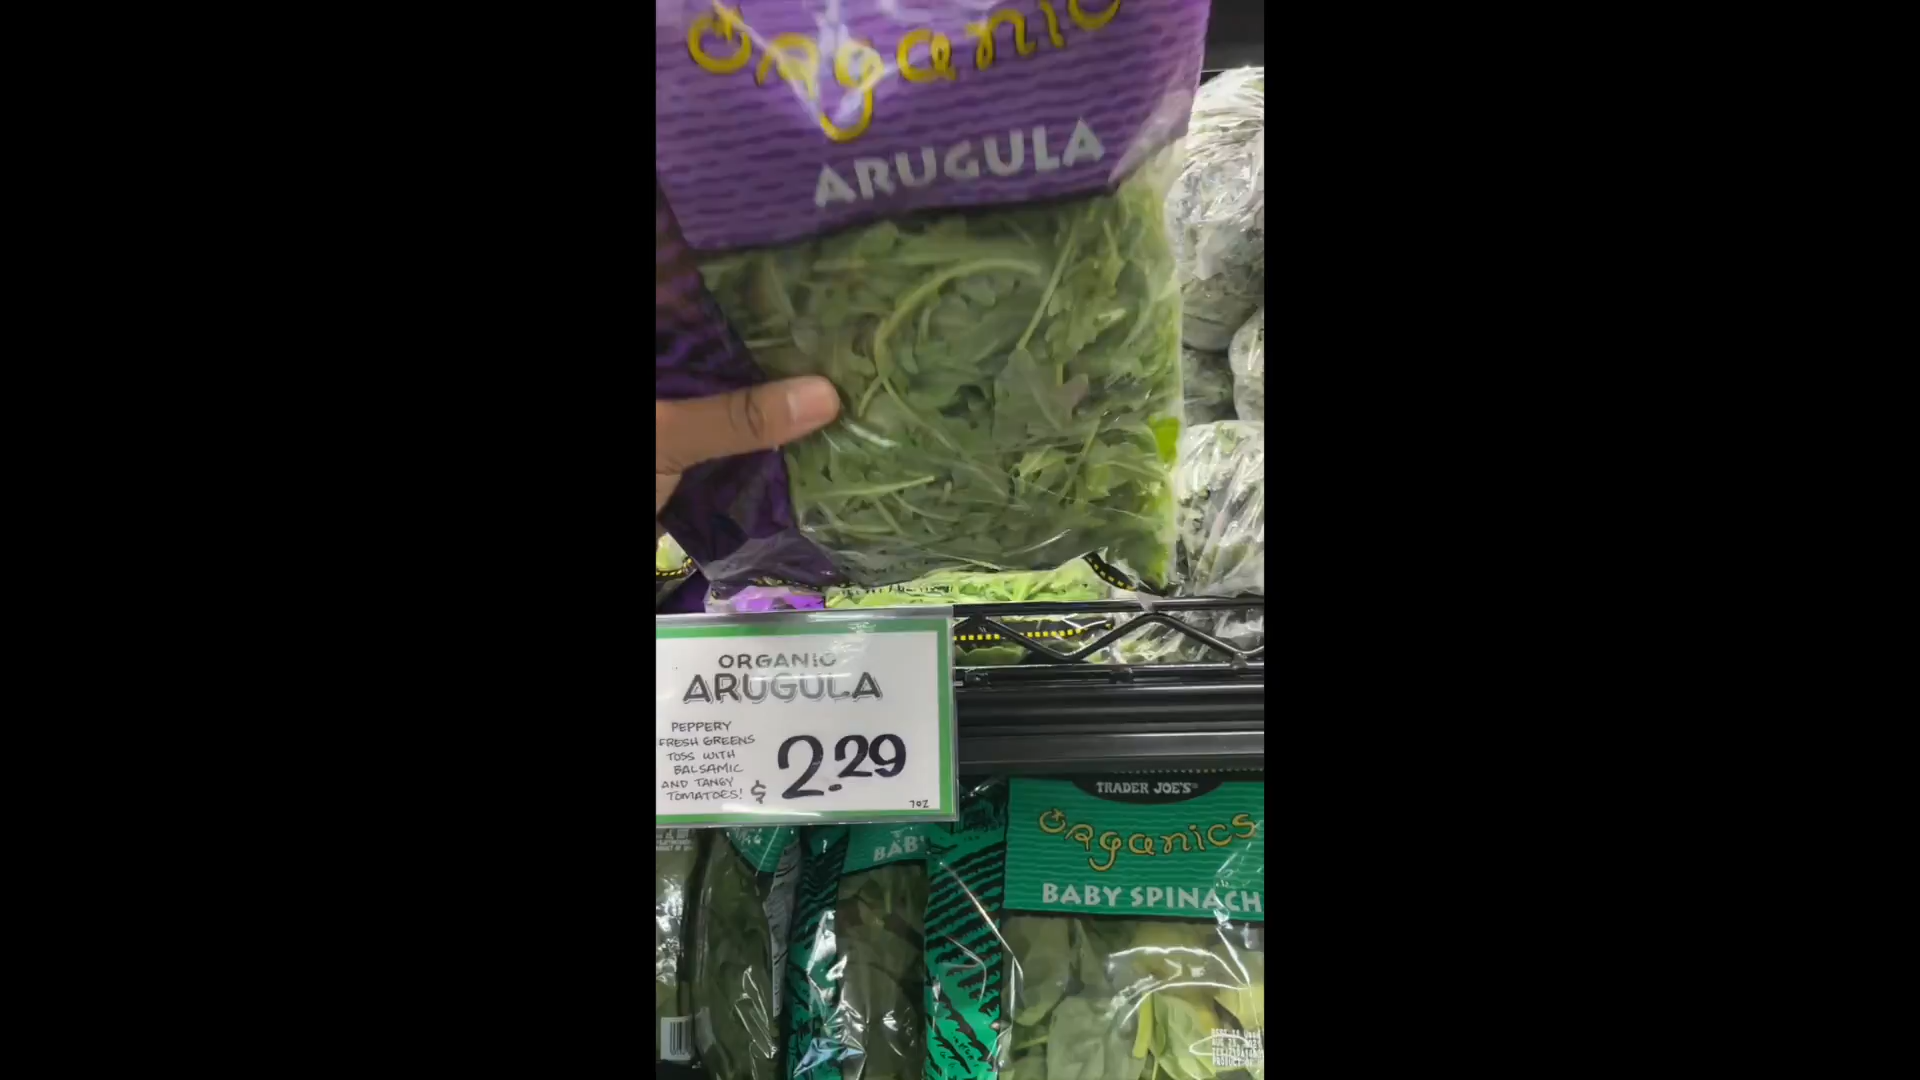 Organic
ARUGULA
ORGANIC
ARUGULA
PEPPERY
FRESH GREENS
TOSS WITH
BALSAMIC
AND TANGY
TOMATOES!
$2.29
7OZ
TRADER JOE'S
Organics
BABY SPINACH
BABY